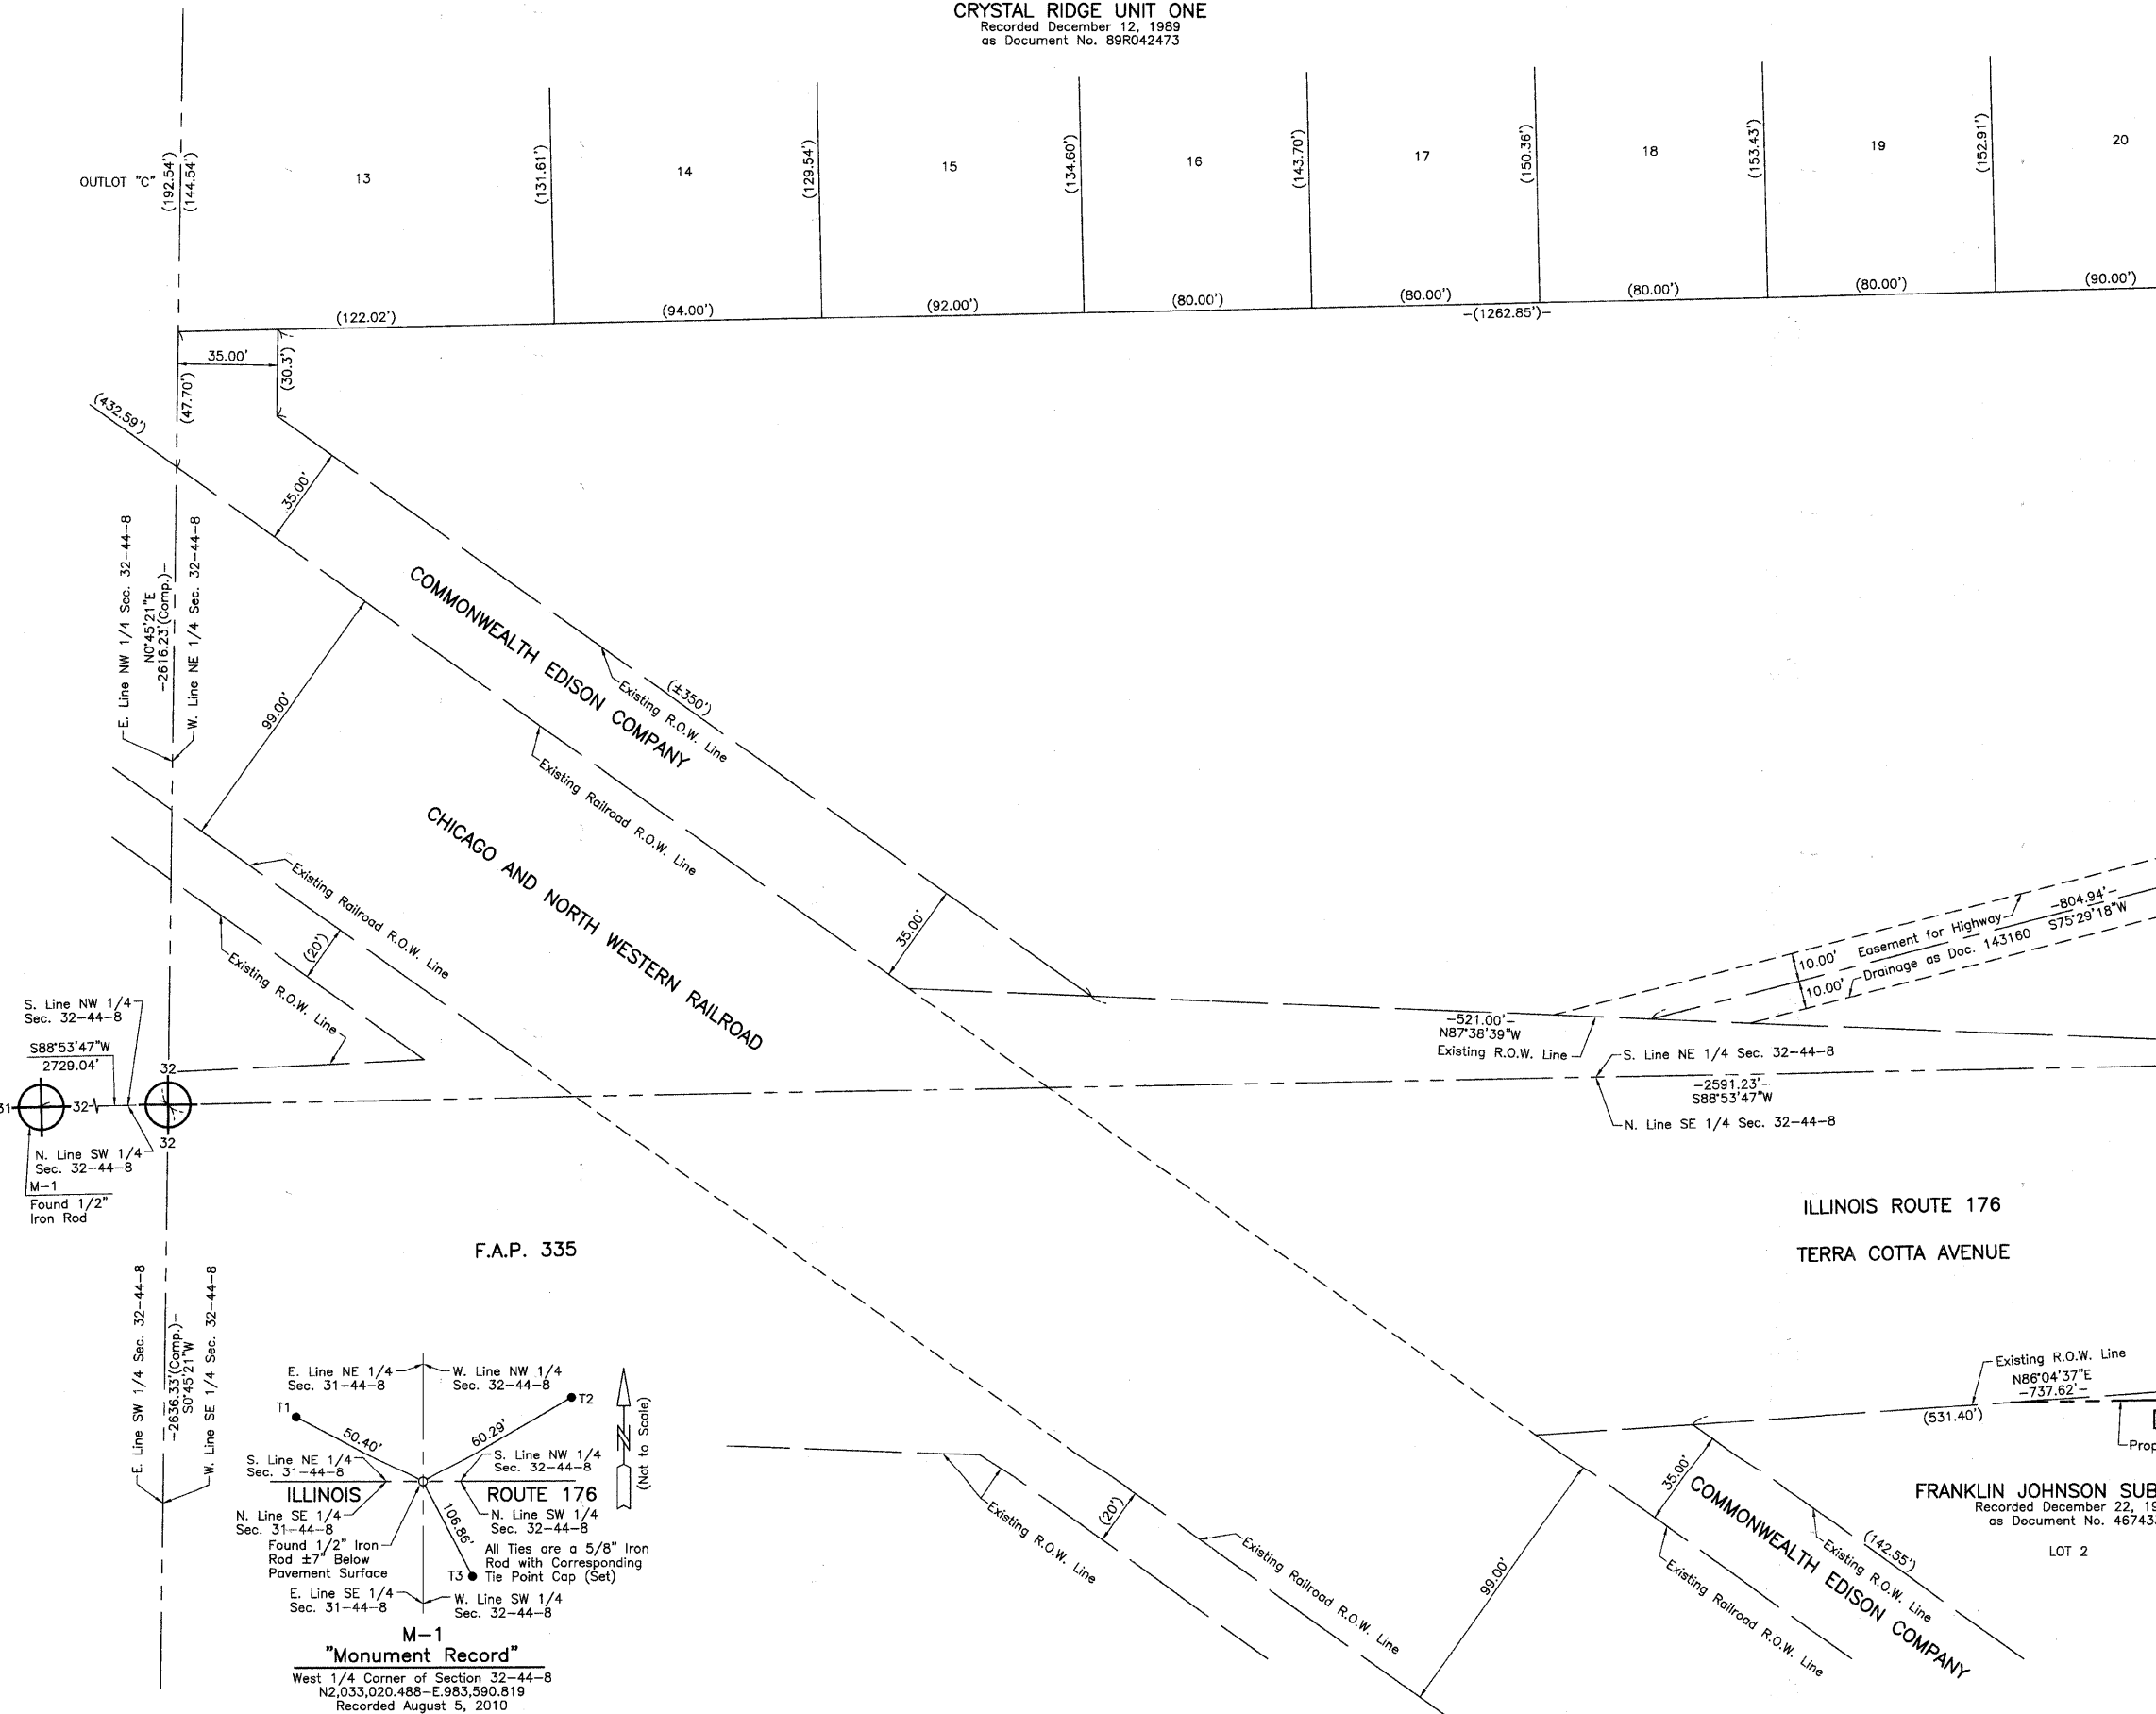 CRYSTAL RIDGE UNIT ONE
Recorded December 12, 1989
as Document No. 89R042473
OUTLOT "C"
(192.54')
(144.54')
13
(131.61')
14
(129.54')
15
(134.60')
16
(143.70')
17
(150.36')
18
(153.43')
19
(152.91')
20
(122.02')
(94.00')
(92.00')
(80.00')
(80.00')
(80.00')
(80.00')
(90.00')
-(1262.85')-
35.00'
(30.3')
(47.70')
(432.59')
35.00'
E. Line NW 1/4 Sec. 32-44-8
N0°45'21"E
-2616.23'(Comp.)-
W. Line NE 1/4 Sec. 32-44-8
99.00'
COMMONWEALTH EDISON COMPANY
(±350')
Existing R.O.W. Line
Existing Railroad R.O.W. Line
CHICAGO AND NORTH WESTERN RAILROAD
Existing Railroad R.O.W. Line
(20')
Existing R.O.W. Line
35.00'
10.00'
Easement for Highway
-804.94'-
10.00'
Drainage as Doc. 143160
S75°29'18"W
-521.00'-
N87°38'39"W
Existing R.O.W. Line
S. Line NE 1/4 Sec. 32-44-8
-2591.23'-
S88°53'47"W
N. Line SE 1/4 Sec. 32-44-8
S. Line NW 1/4
Sec. 32-44-8
S88°53'47"W
2729.04'
32
31
32
32
N. Line SW 1/4
Sec. 32-44-8
M-1
Found 1/2"
Iron Rod
ILLINOIS ROUTE 176
TERRA COTTA AVENUE
F.A.P. 335
E. Line SW 1/4 Sec. 32-44-8
-2636.33'(Comp.)-
S0°45'21"W
W. Line SE 1/4 Sec. 32-44-8
E. Line NE 1/4
Sec. 31-44-8
W. Line NW 1/4
Sec. 32-44-8
T1
T2
50.40'
60.29'
(Not to Scale)
N
S. Line NE 1/4
Sec. 31-44-8
S. Line NW 1/4
Sec. 32-44-8
ILLINOIS
ROUTE 176
N. Line SE 1/4
Sec. 31-44-8
N. Line SW 1/4
Sec. 32-44-8
Found 1/2" Iron
Rod ±7" Below
Pavement Surface
106.86'
All Ties are a 5/8" Iron
Rod with Corresponding
Tie Point Cap (Set)
T3
E. Line SE 1/4
Sec. 31-44-8
W. Line SW 1/4
Sec. 32-44-8
M-1
"Monument Record"
West 1/4 Corner of Section 32-44-8
N2,033,020.488-E.983,590.819
Recorded August 5, 2010
Existing R.O.W. Line
(20')
Existing Railroad R.O.W. Line
99.00'
35.00'
COMMONWEALTH EDISON COMPANY
Existing R.O.W. Line
(142.55')
Existing Railroad R.O.W. Line
Existing R.O.W. Line
N86°04'37"E
-737.62'-
(531.40')
Prop
FRANKLIN JOHNSON SUB
Recorded December 22, 19
as Document No. 46743
LOT 2